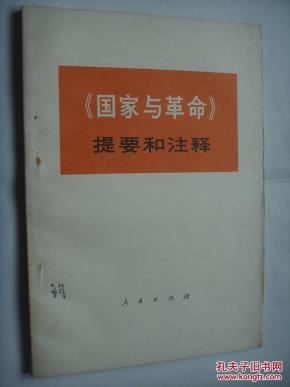 《国家与革命》
提要和注释
钧
人民出版社
孔夫子旧书网